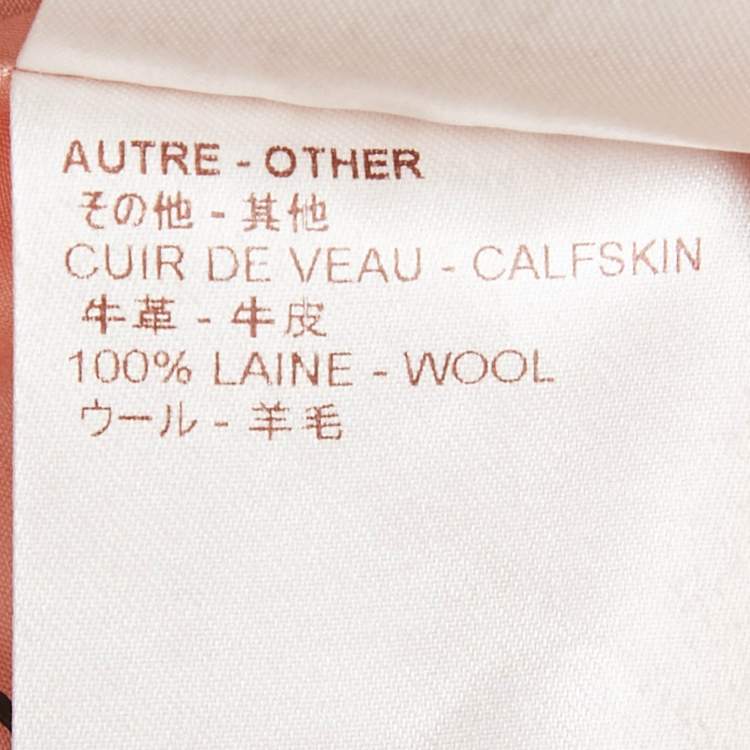 AUTRE - OTHER
その他 - 其他
CUIR DE VEAU - CALFSKIN
牛革 - 牛皮
100% LAINE - WOOL
ウール - 羊毛